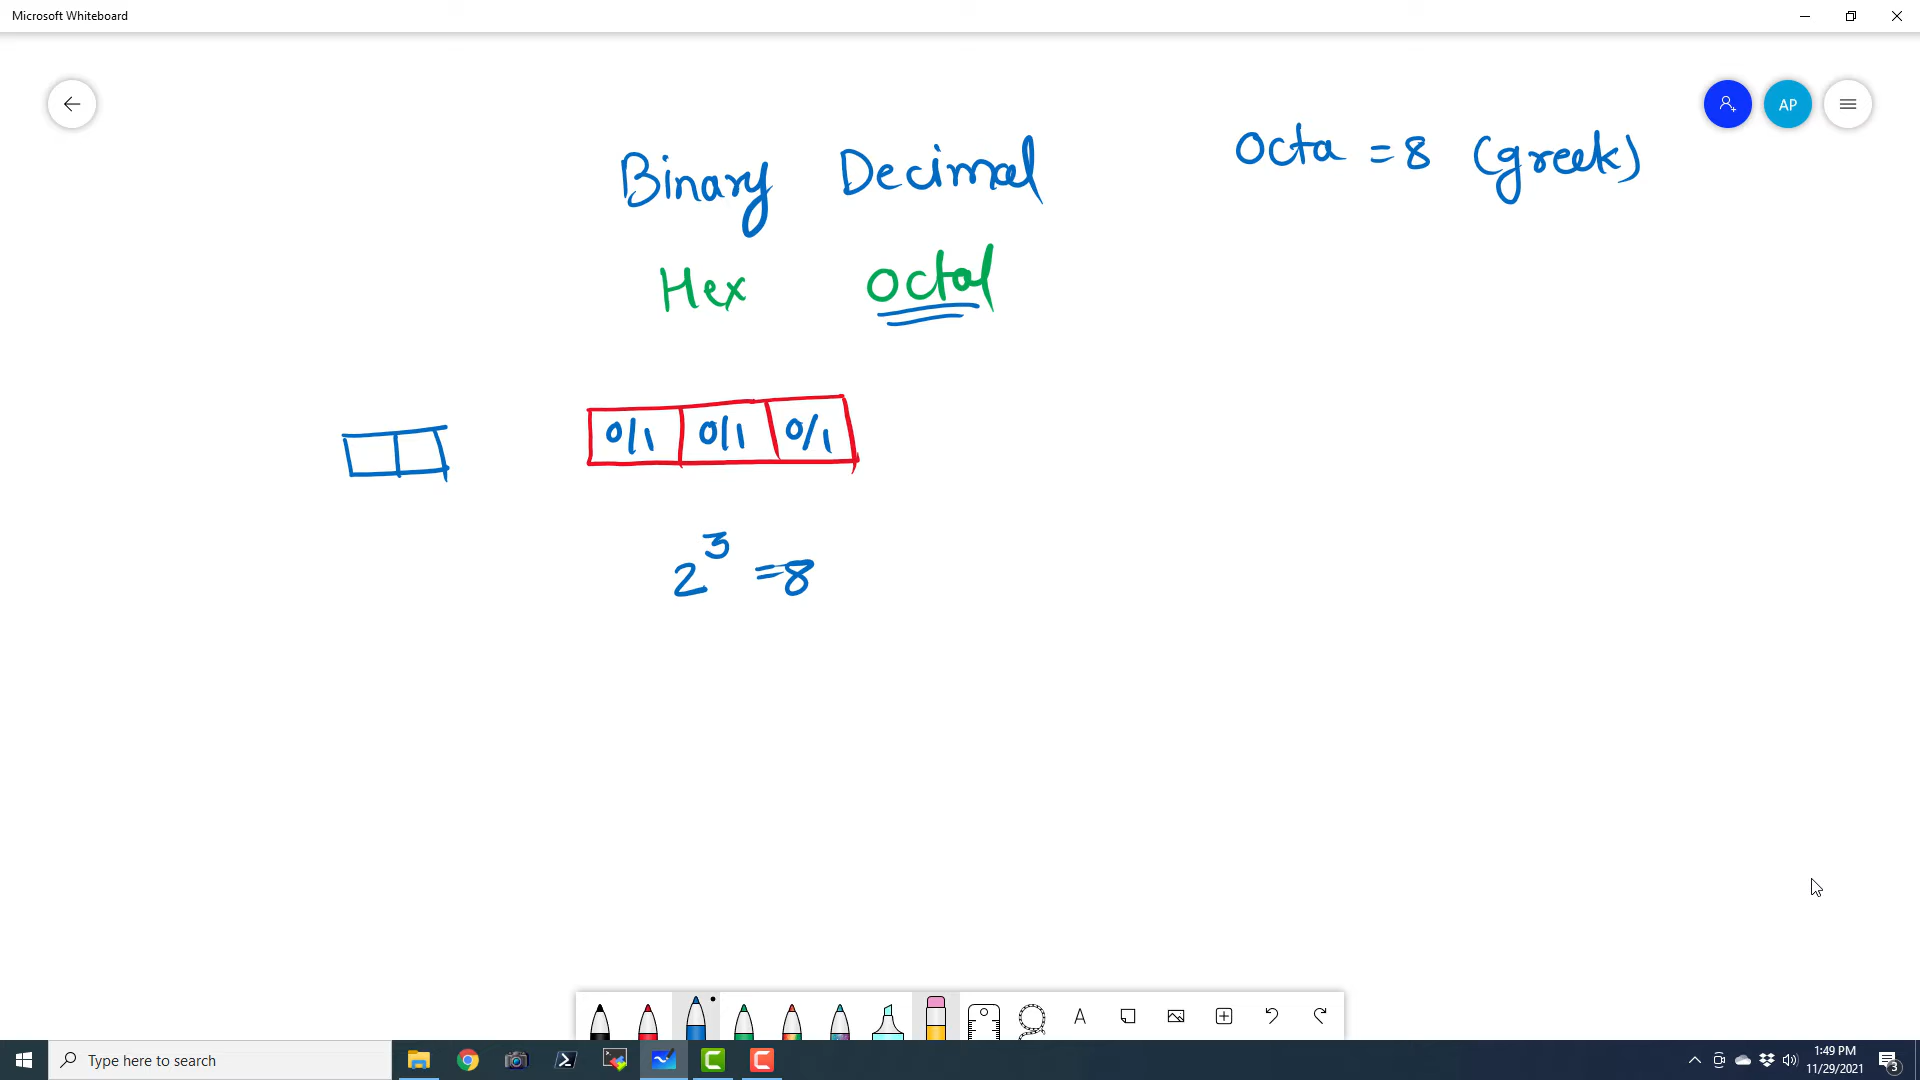 Microsoft Whiteboard
AP
Binary Decimal
Octa = 8 (greek)
Hex Octal
0/1 0/1 0/1
2³ = 8
A
Type here to search
1:49 PM
11/29/2021
3